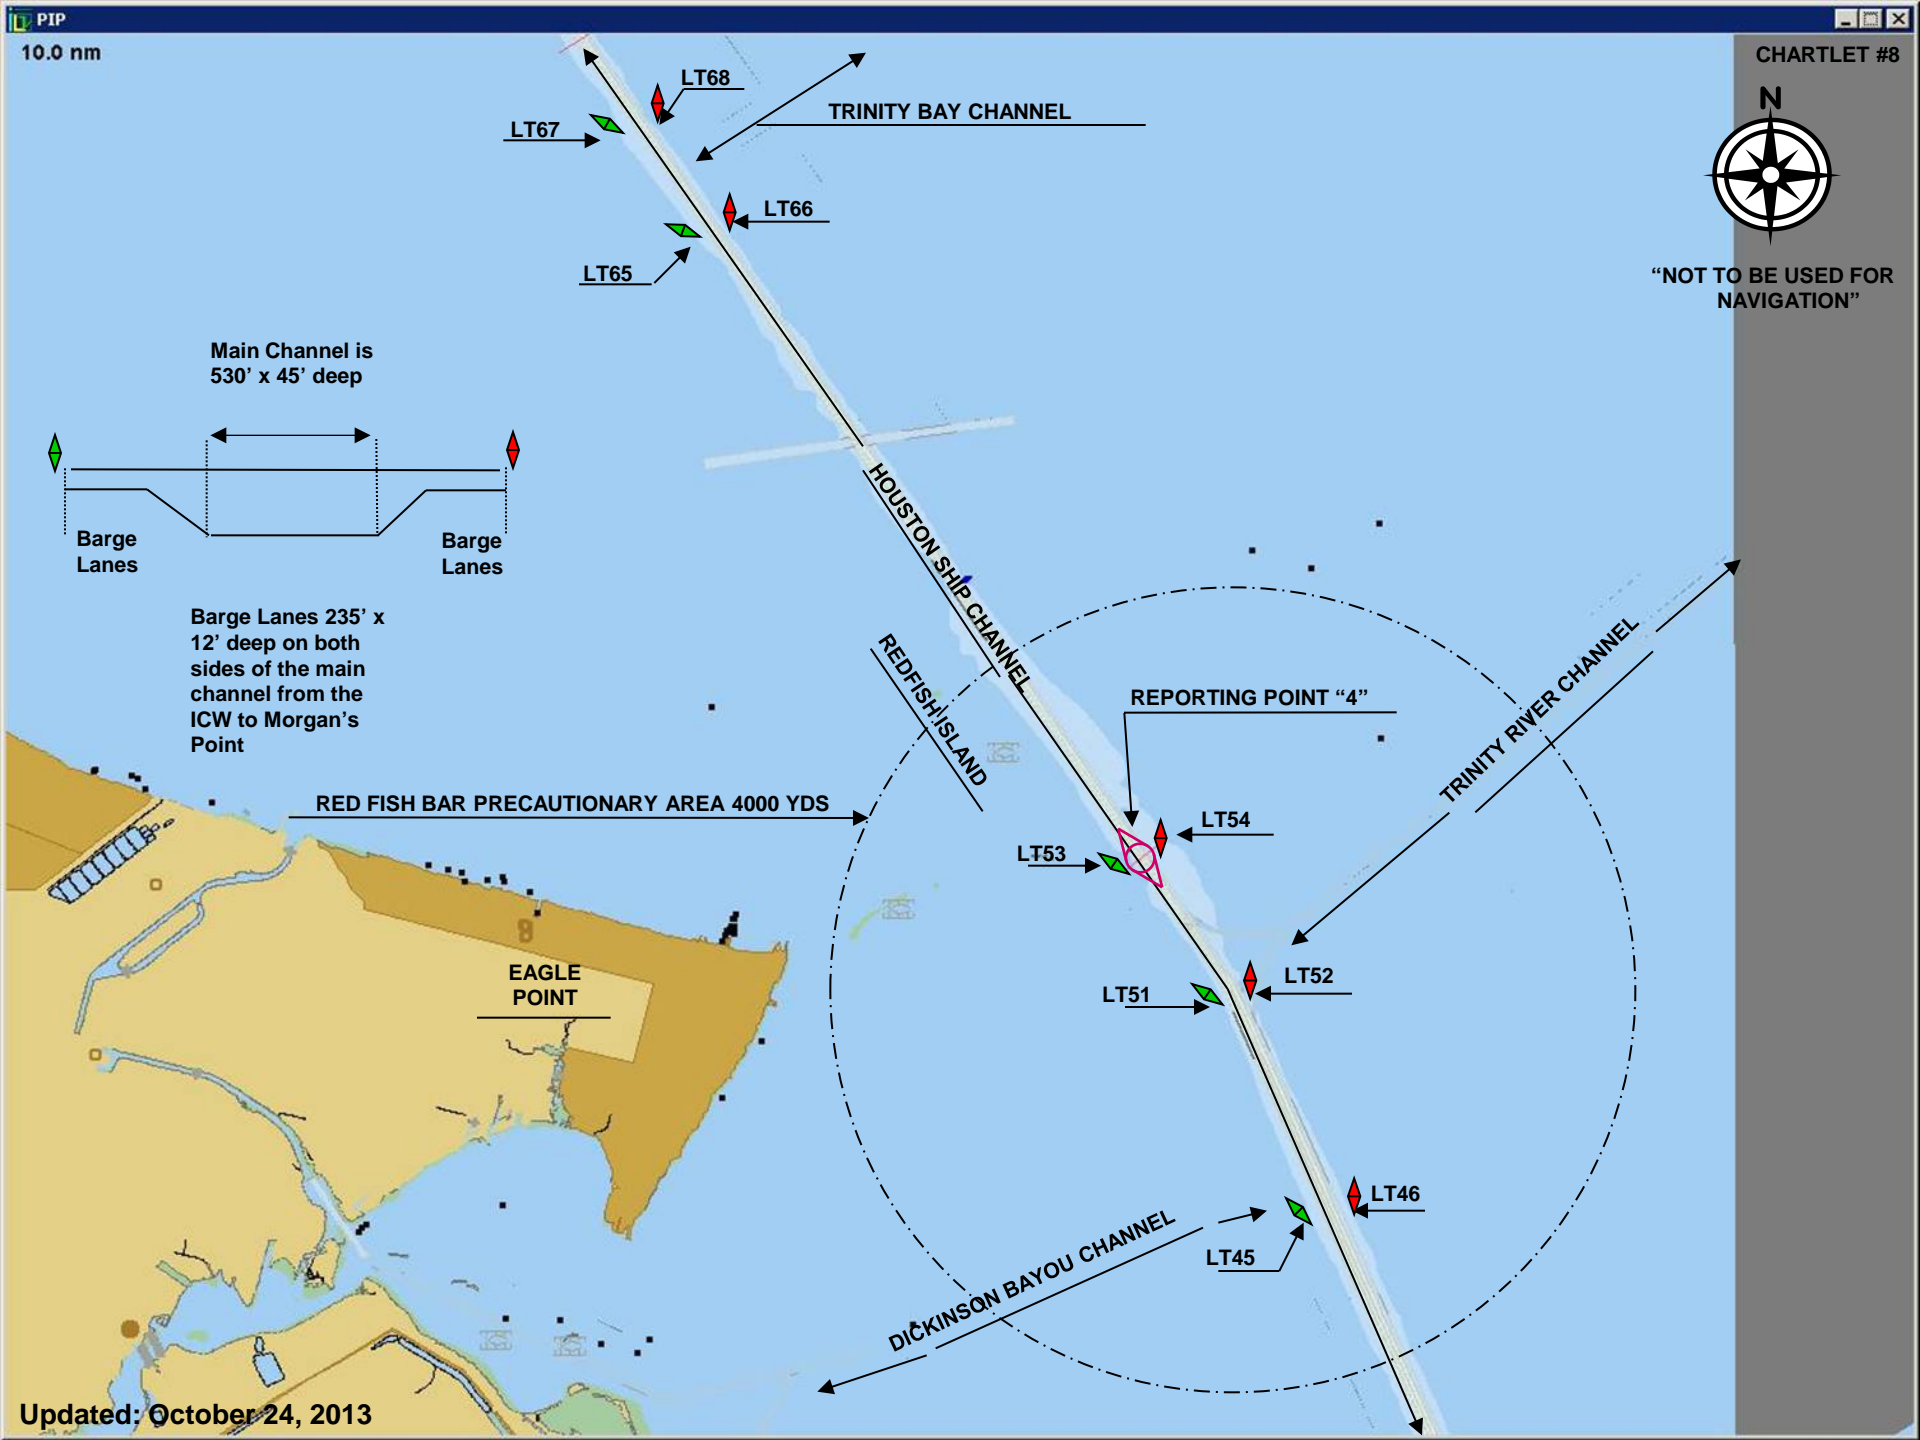 PIP
10.0 nm
CHARTLET #8
N
“NOT TO BE USED FOR
NAVIGATION”
LT68
LT67
TRINITY BAY CHANNEL
LT66
LT65
Main Channel is
530’ x 45’ deep
Barge
Lanes
Barge
Lanes
Barge Lanes 235’ x
12’ deep on both
sides of the main
channel from the
ICW to Morgan’s
Point
HOUSTON SHIP CHANNEL
REDFISH ISLAND
REPORTING POINT “4”
TRINITY RIVER CHANNEL
RED FISH BAR PRECAUTIONARY AREA 4000 YDS
LT54
LT53
EAGLE
POINT
LT52
LT51
LT46
LT45
DICKINSON BAYOU CHANNEL
Updated: October 24, 2013